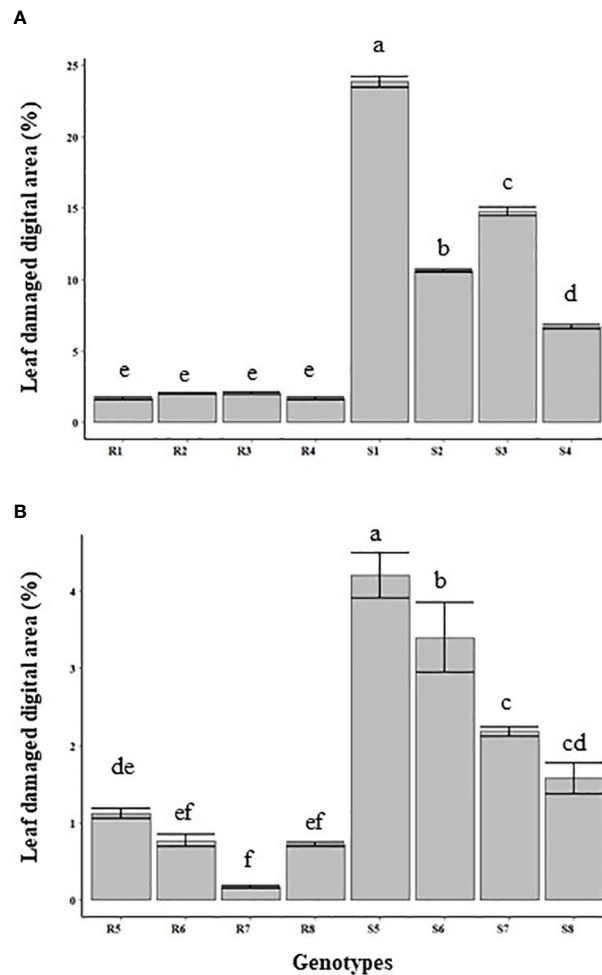 A
Leaf damaged digital area (%)
25
20
15
10
5
0
a
b
c
d
e
e
e
e
R1 R2 R3 R4 S1 S2 S3 S4
B
Leaf damaged digital area (%)
4
3
2
1
0
a
b
c
cd
de
ef
f
ef
R5 R6 R7 R8 S5 S6 S7 S8
Genotypes